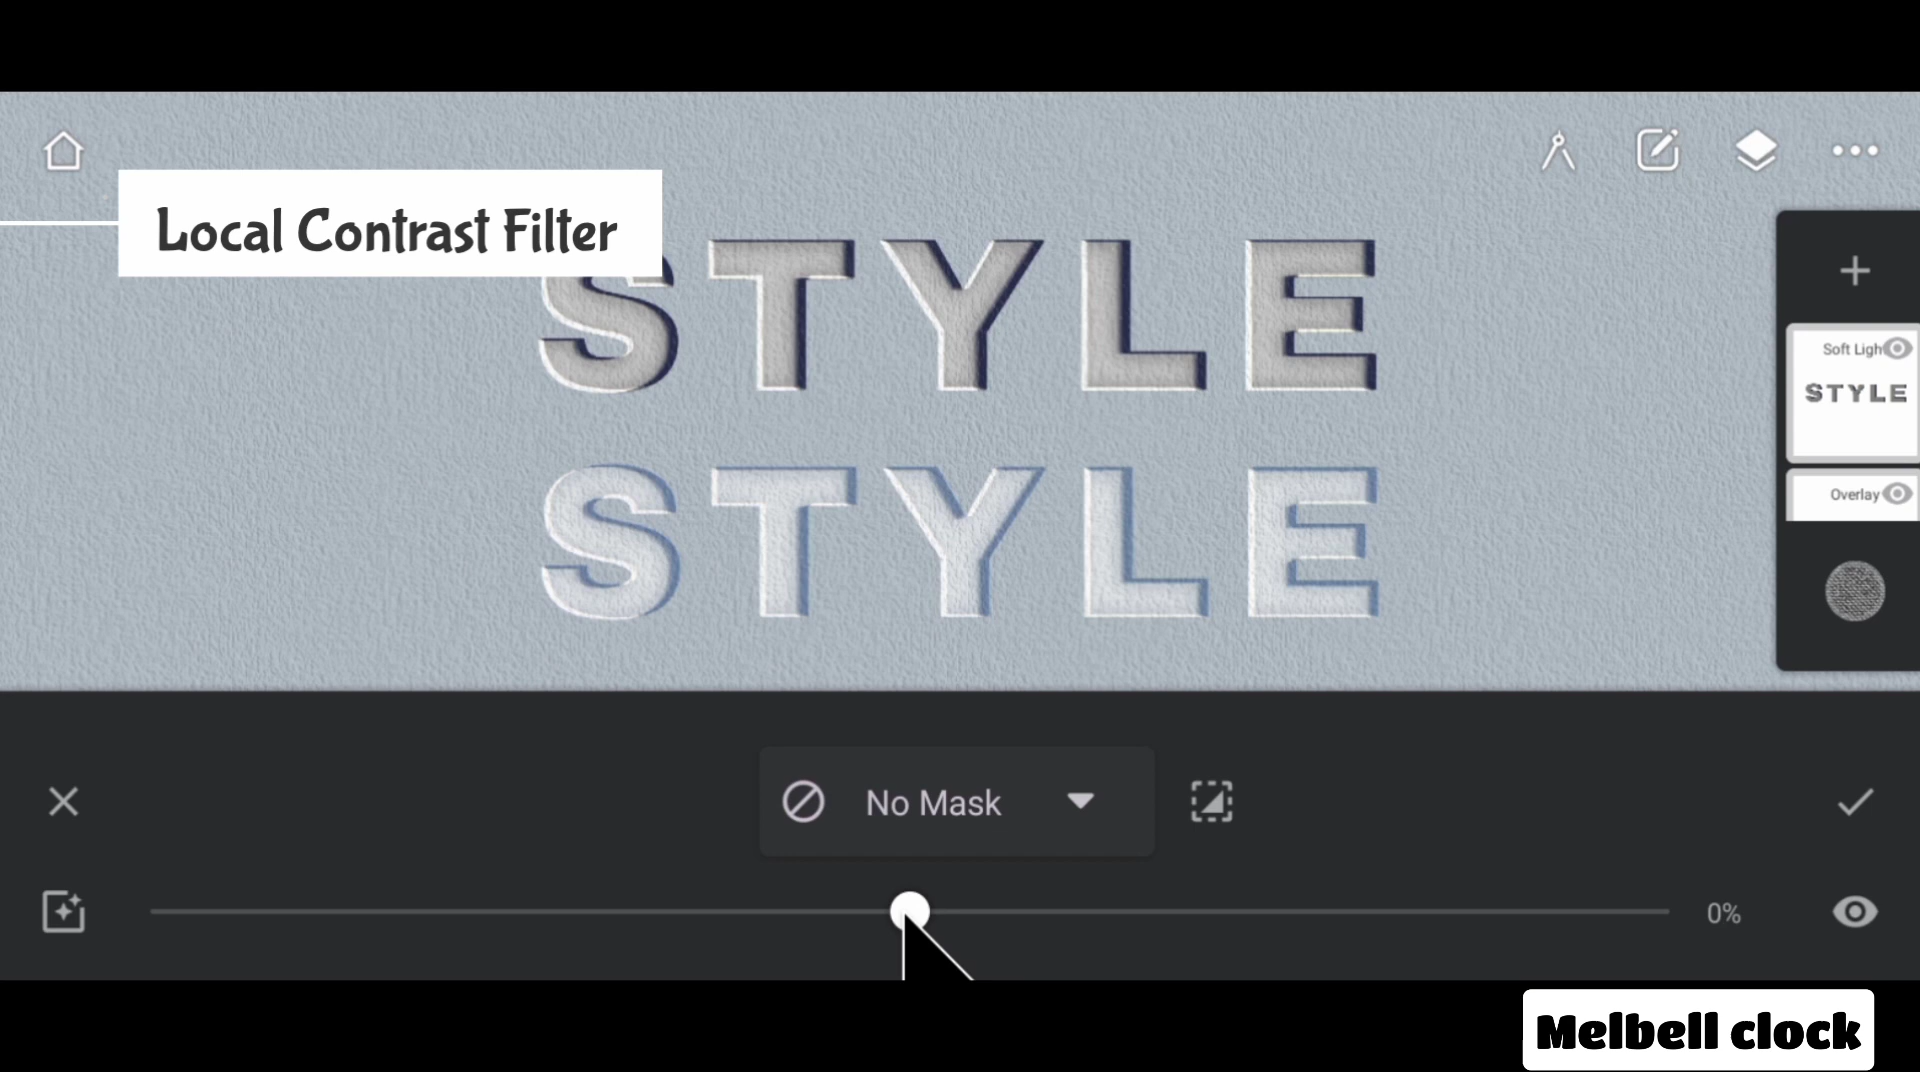 Local Contrast Filter
STYLE
STYLE
Soft Ligh
STYLE
Overlay
No Mask
0%
Melbell clock